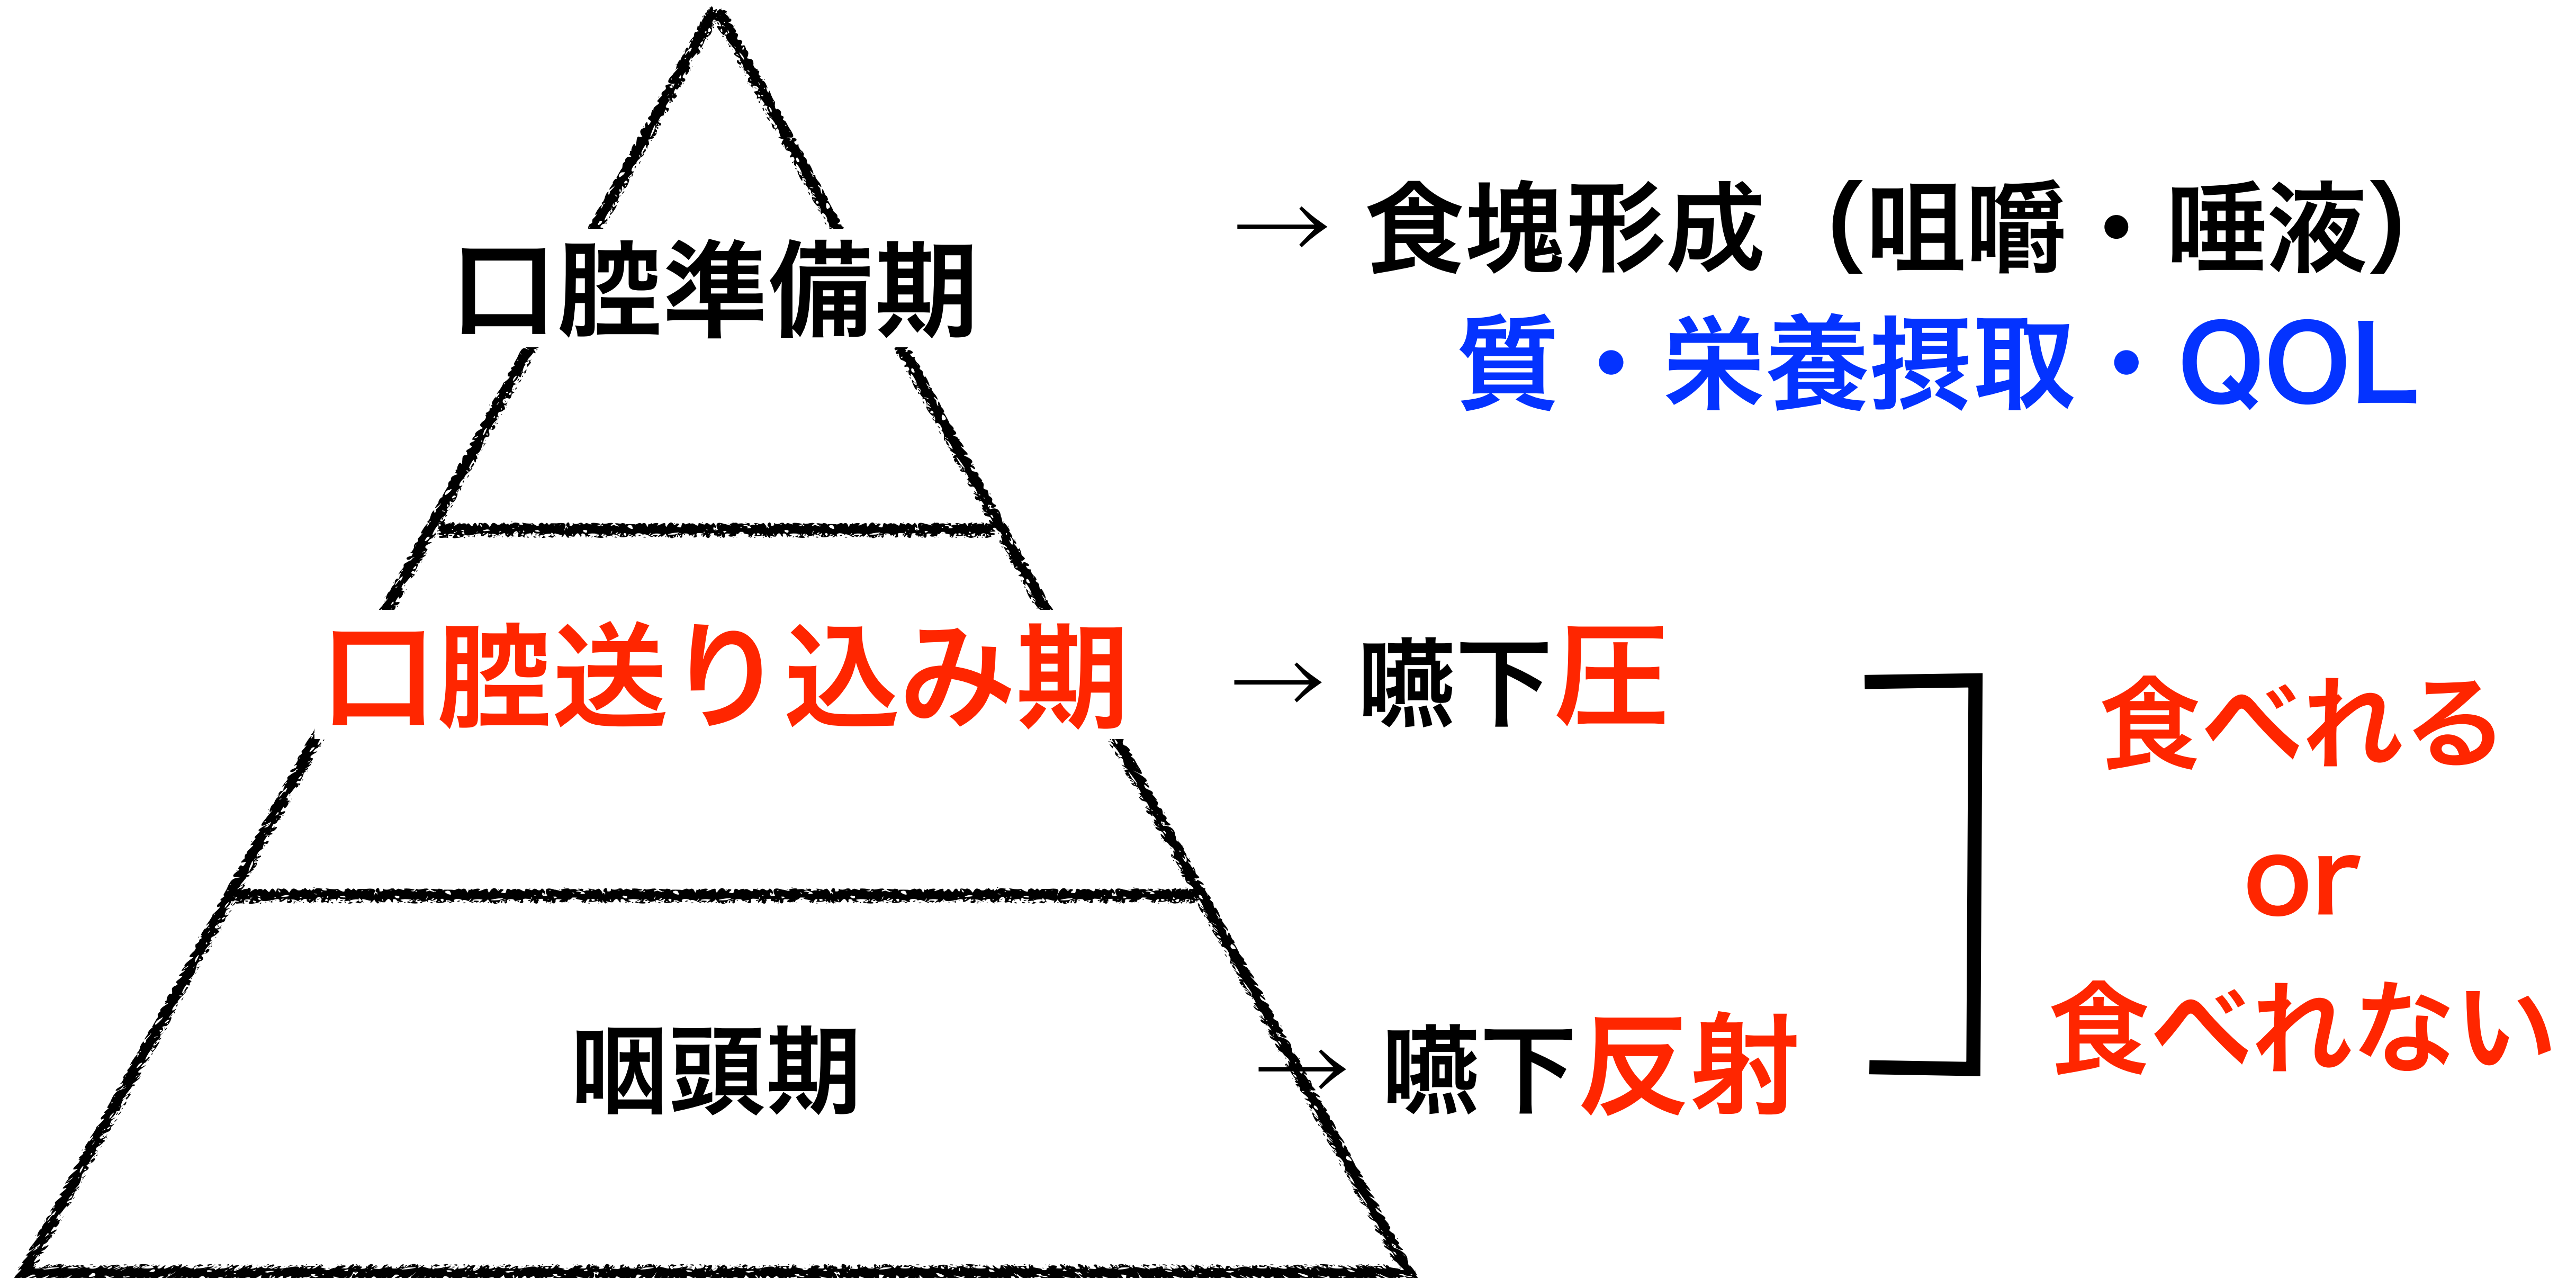 口腔準備期
→ 食塊形成（咀嚼・唾液）
質・栄養摂取・QOL
口腔送り込み期
→ 嚥下圧
咽頭期
→ 嚥下反射
食べれる
or
食べれない